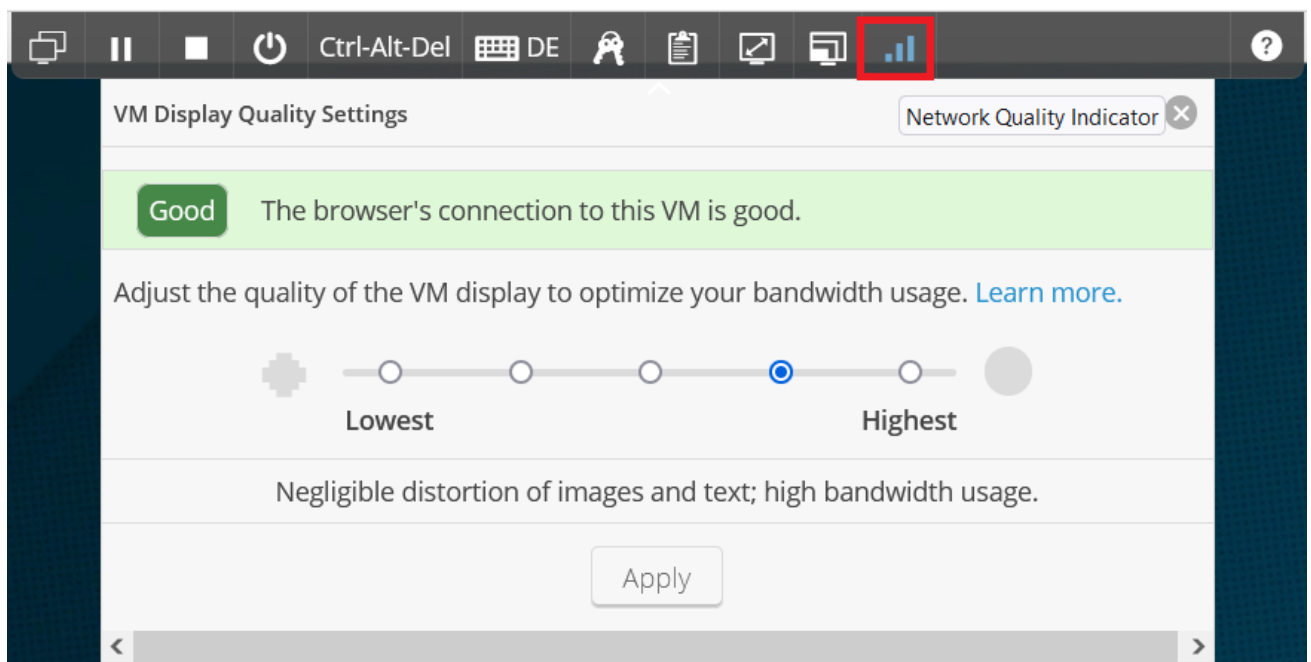 Ctrl-Alt-Del DE ?
VM Display Quality Settings
Network Quality Indicator
Good The browser's connection to this VM is good.
Adjust the quality of the VM display to optimize your bandwidth usage. Learn more.
Lowest Highest
Negligible distortion of images and text; high bandwidth usage.
Apply